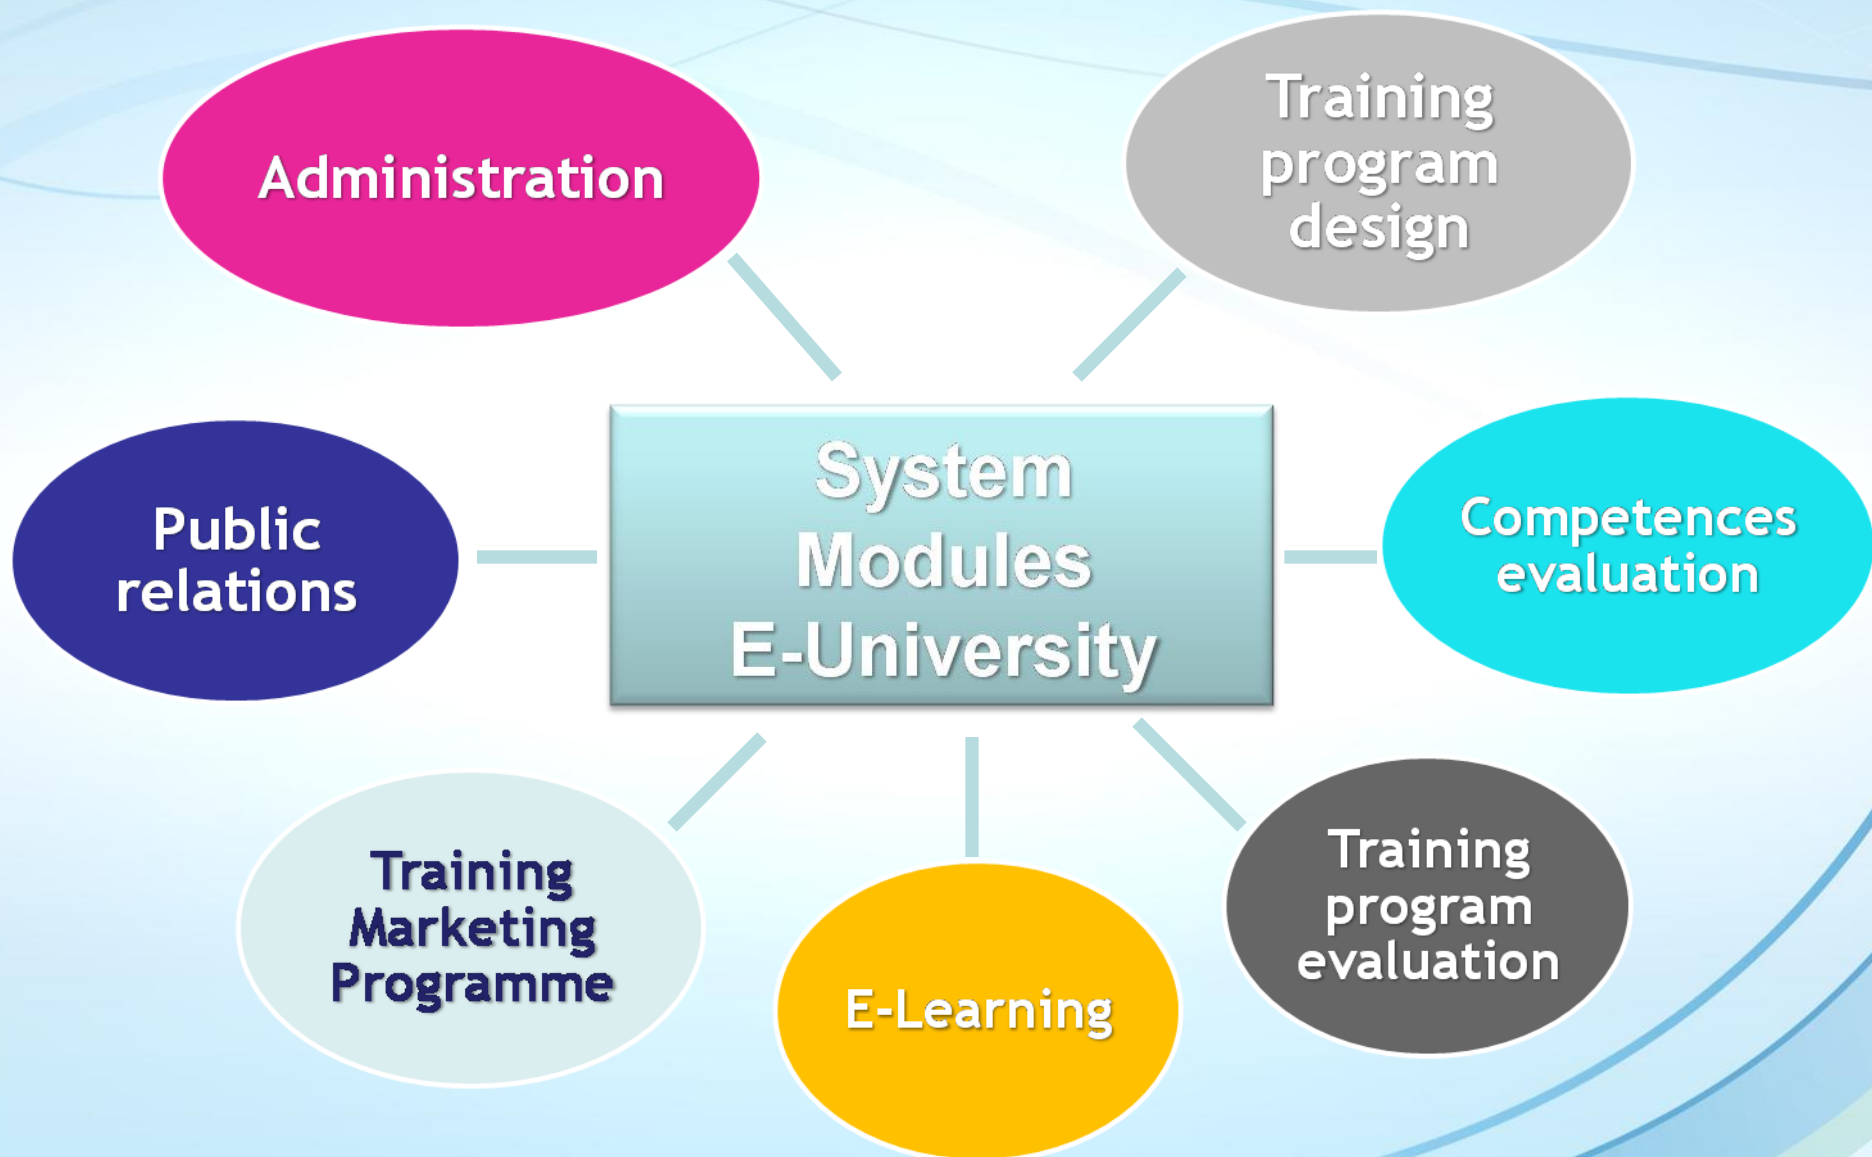 Administration
Training
program
design
Public
relations
System
Modules
E-University
Competences
evaluation
Training
Marketing
Programme
E-Learning
Training
program
evaluation